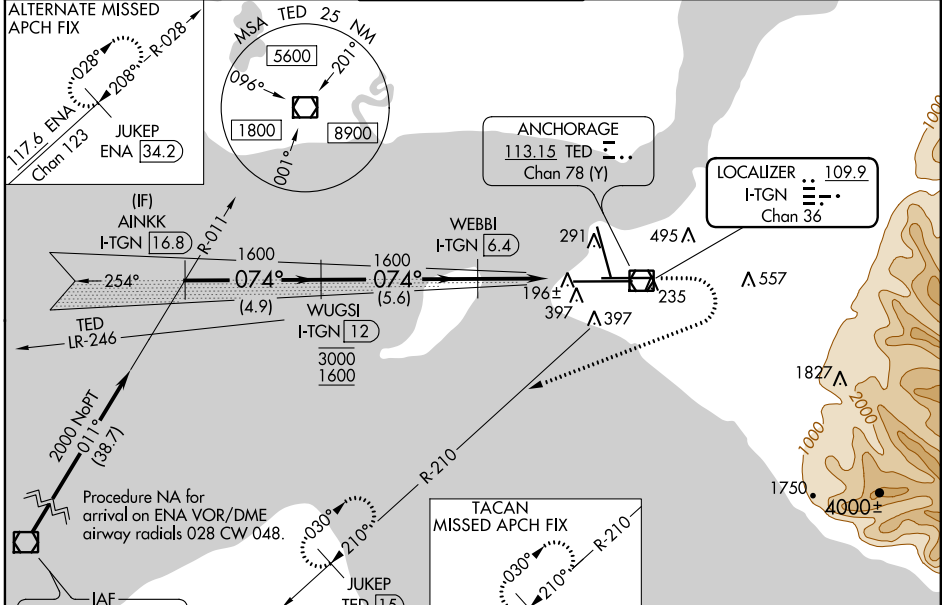 ALTERNATE MISSED
APCH FIX
028°
208°
R-028
117.6 ENA
Chan 123
JUKEP
ENA 34.2
MSA TED 25 NM
5600
096°
201°
1800
8900
001°
ANCHORAGE
113.15 TED
Chan 78 (Y)
LOCALIZER 109.9
I-TGN
Chan 36
(IF)
AINKK
I-TGN 16.8
R-011
WEBBI
I-TGN 6.4
291
495
1600
1600
254°
074°
074°
(4.9)
(5.6)
196±
235
557
397
397
TED
LR-246
WUGSI
I-TGN 12
3000
1600
1000
1827
2000
1000
2000 NoPT
011°
(38.7)
R-210
1750
4000±
Procedure NA for
arrival on ENA VOR/DME
airway radials 028 CW 048.
030°
210°
JUKEP
TED 15
TACAN
MISSED APCH FIX
030°
210°
R-210
IAF